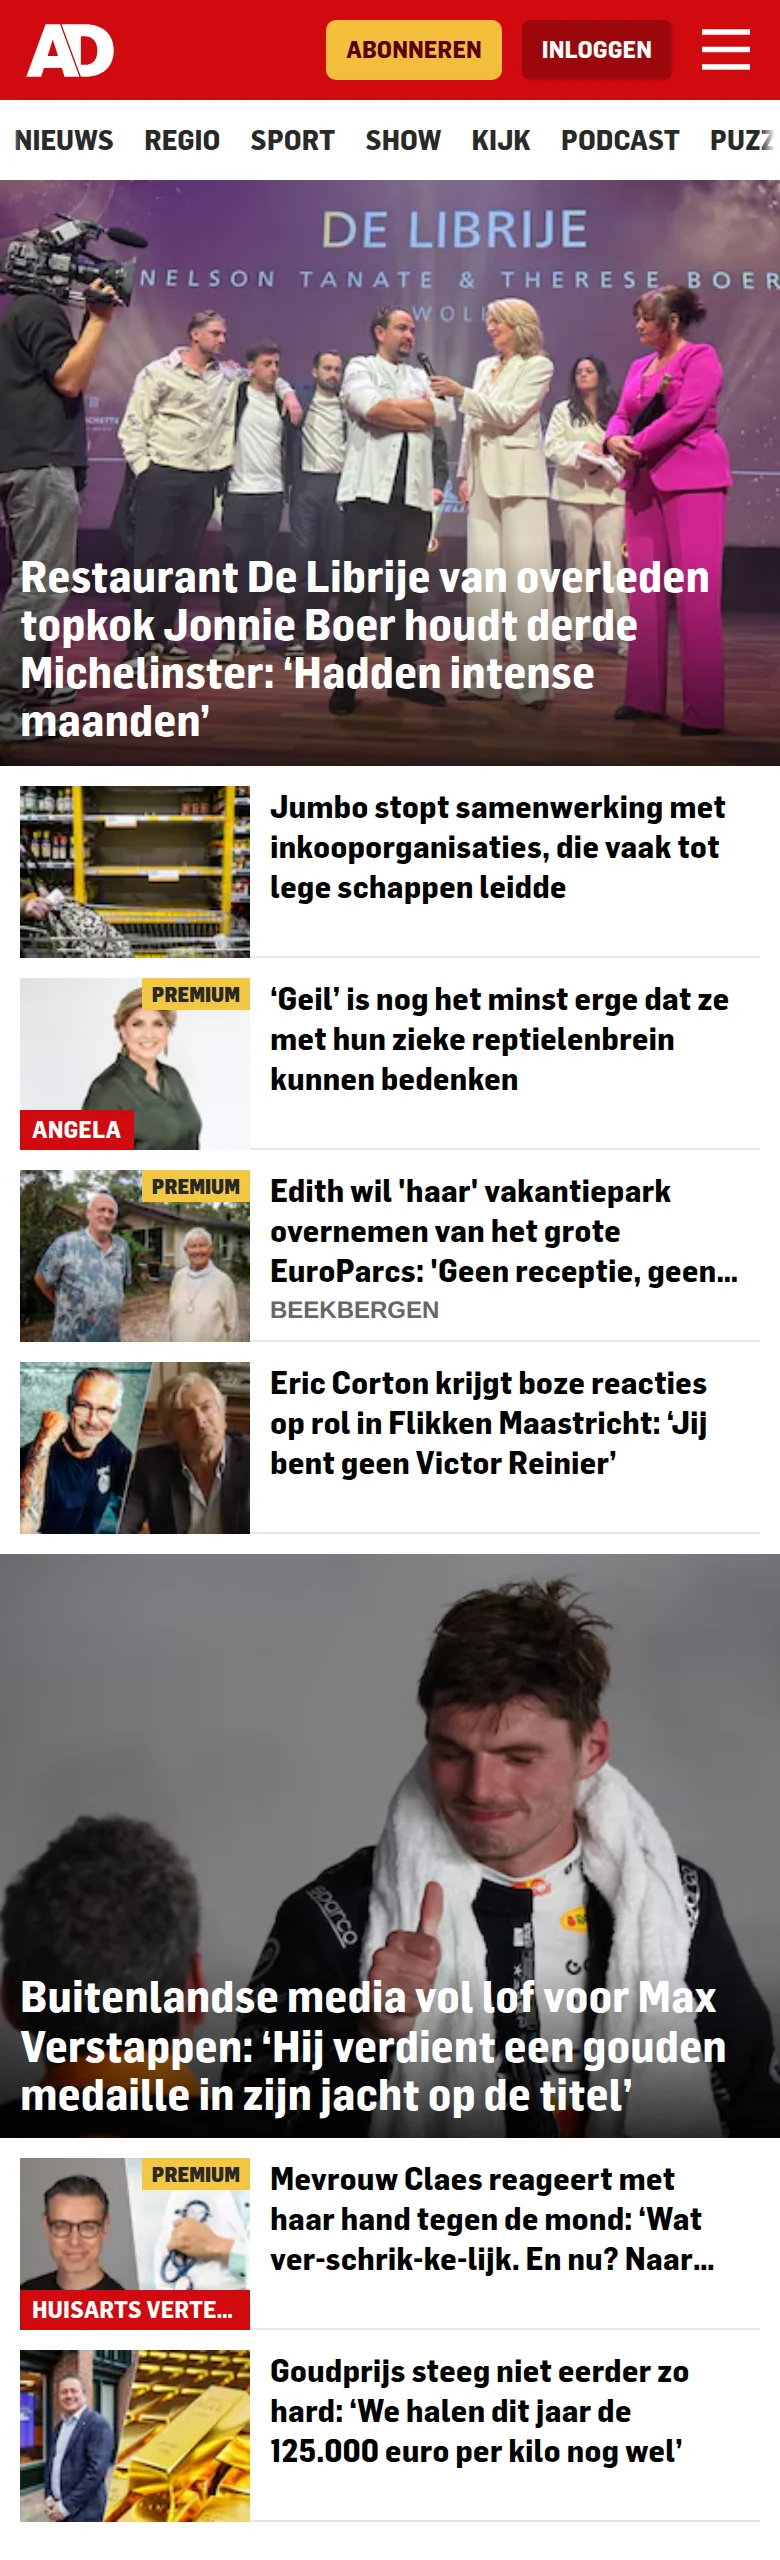 AD
ABONNEREN
INLOGGEN
NIEUWS REGIO SPORT SHOW KIJK PODCAST PUZZ
DE LIBRIJE
NELSON TANATE & THERESE BOER
Restaurant De Librije van overleden
topkok Jonnie Boer houdt derde
Michelinster: ‘Hadden intense
maanden’
Jumbo stopt samenwerking met
inkooporganisaties, die vaak tot
lege schappen leidde
PREMIUM
ANGELA
‘Geil’ is nog het minst erge dat ze
met hun zieke reptielenbrein
kunnen bedenken
PREMIUM
Edith wil 'haar' vakantiepark
overnemen van het grote
EuroParcs: 'Geen receptie, geen...
BEEKBERGEN
Eric Corton krijgt boze reacties
op rol in Flikken Maastricht: ‘Jij
bent geen Victor Reinier’
sparco
Buitenlandse media vol lof voor Max
Verstappen: ‘Hij verdient een gouden
medaille in zijn jacht op de titel’
PREMIUM
HUISARTS VERTE...
Mevrouw Claes reageert met
haar hand tegen de mond: ‘Wat
ver-schrik-ke-lijk. En nu? Naar...
Goudprijs steeg niet eerder zo
hard: ‘We halen dit jaar de
125.000 euro per kilo nog wel’